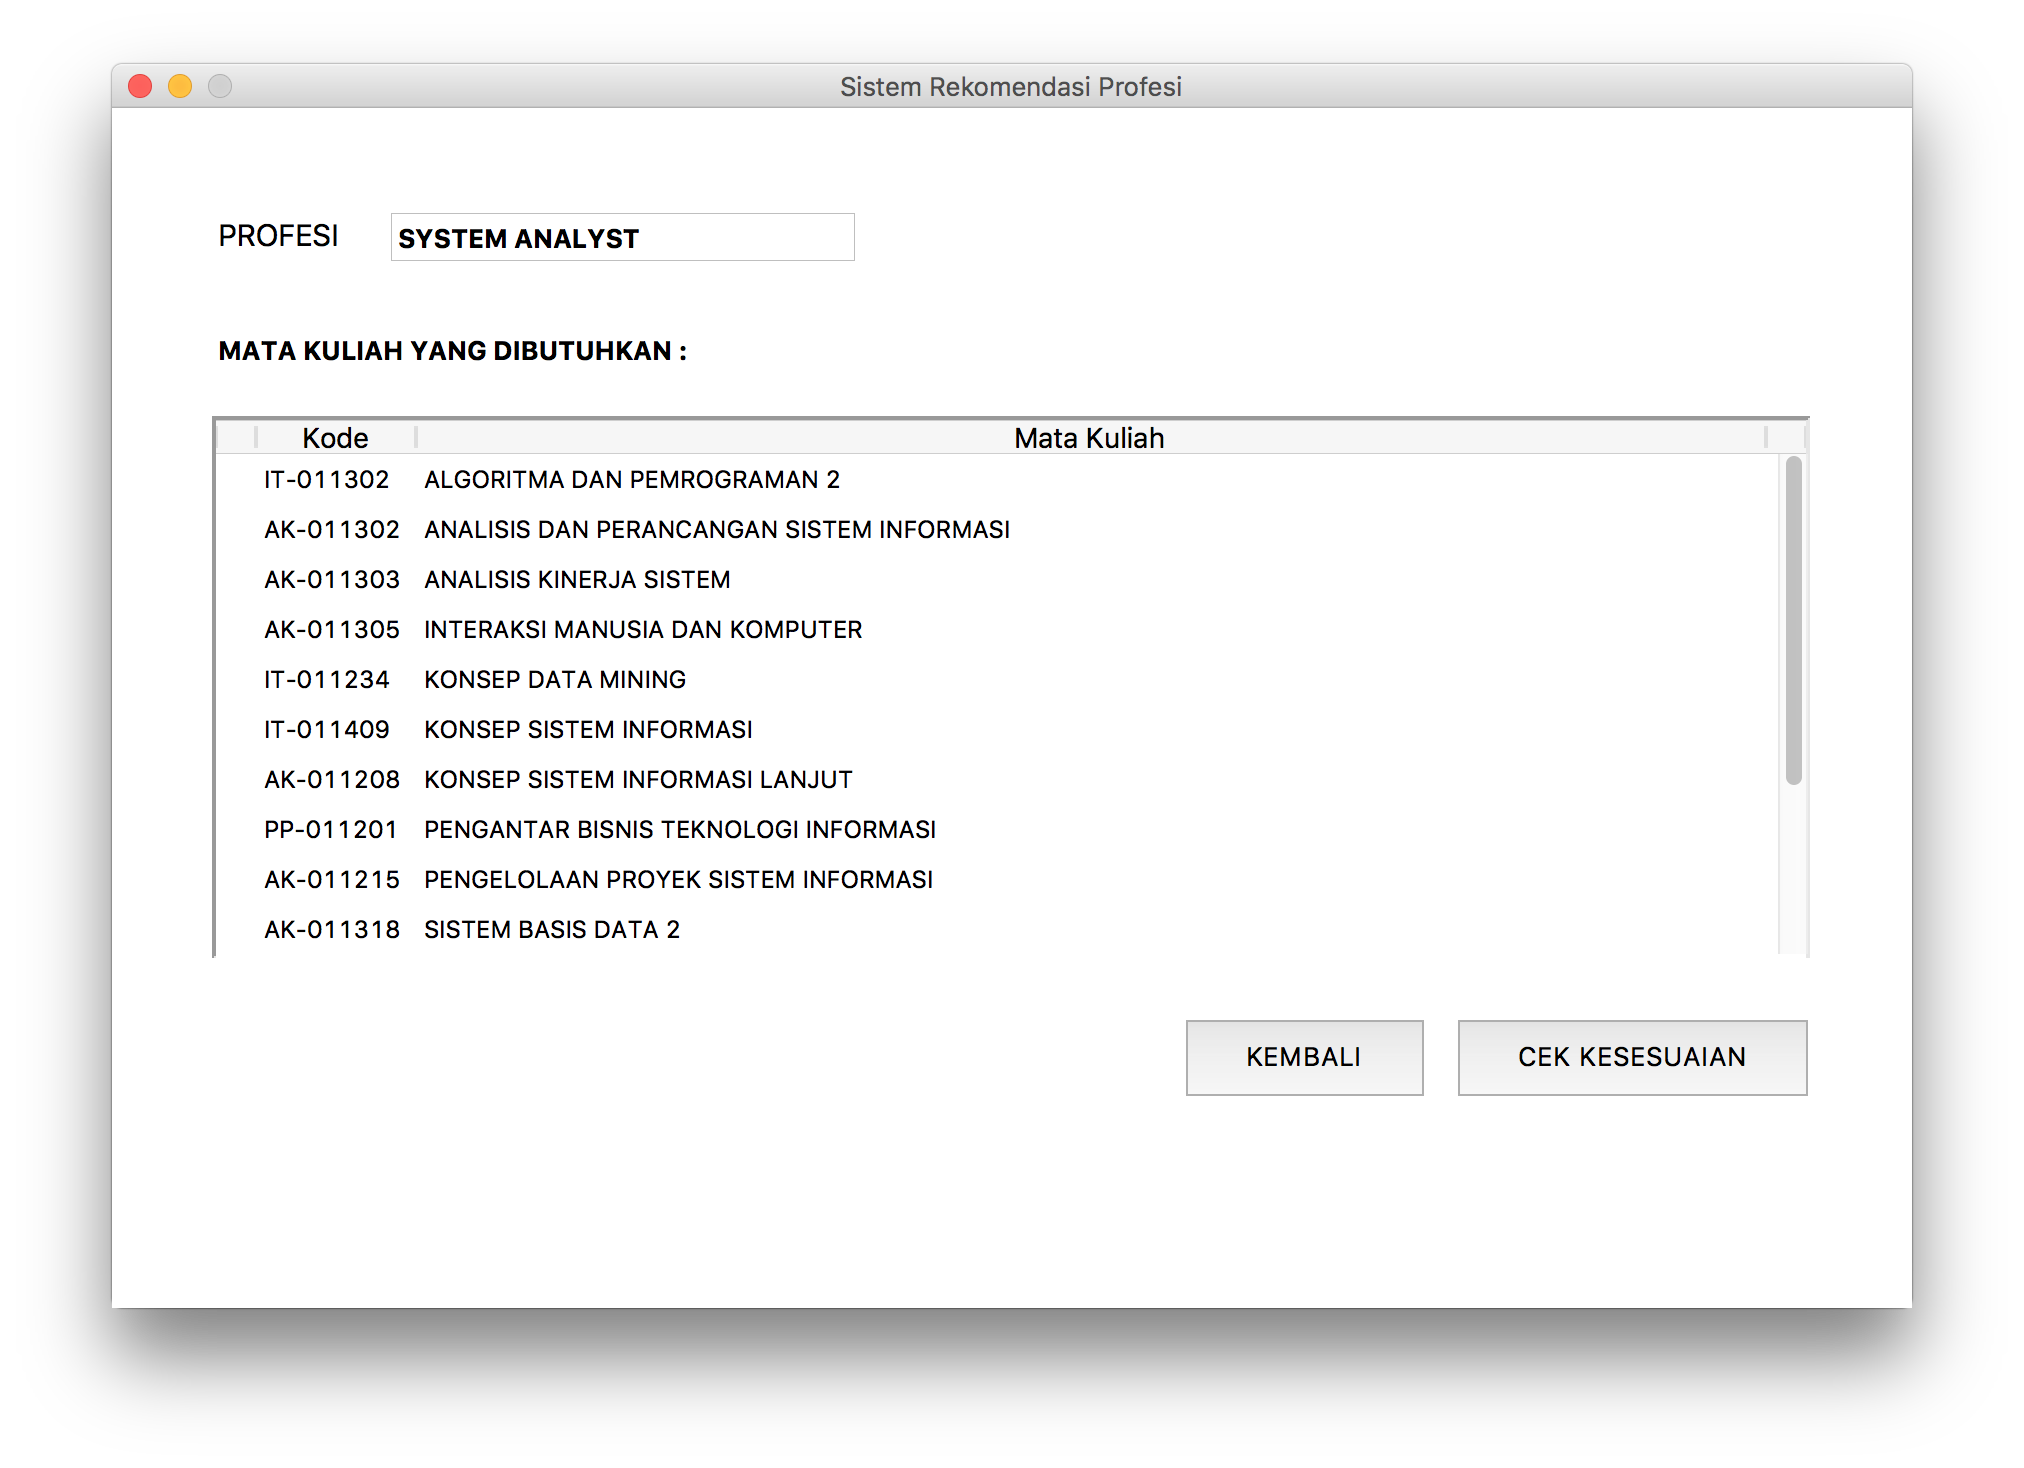 Sistem Rekomendasi Profesi
PROFESI SYSTEM ANALYST
MATA KULIAH YANG DIBUTUHKAN :
Kode Mata Kuliah
IT-011302 ALGORITMA DAN PEMROGRAMAN 2
AK-011302 ANALISIS DAN PERANCANGAN SISTEM INFORMASI
AK-011303 ANALISIS KINERJA SISTEM
AK-011305 INTERAKSI MANUSIA DAN KOMPUTER
IT-011234 KONSEP DATA MINING
IT-011409 KONSEP SISTEM INFORMASI
AK-011208 KONSEP SISTEM INFORMASI LANJUT
PP-011201 PENGANTAR BISNIS TEKNOLOGI INFORMASI
AK-011215 PENGELOLAAN PROYEK SISTEM INFORMASI
AK-011318 SISTEM BASIS DATA 2
KEMBALI CEK KESESUAIAN